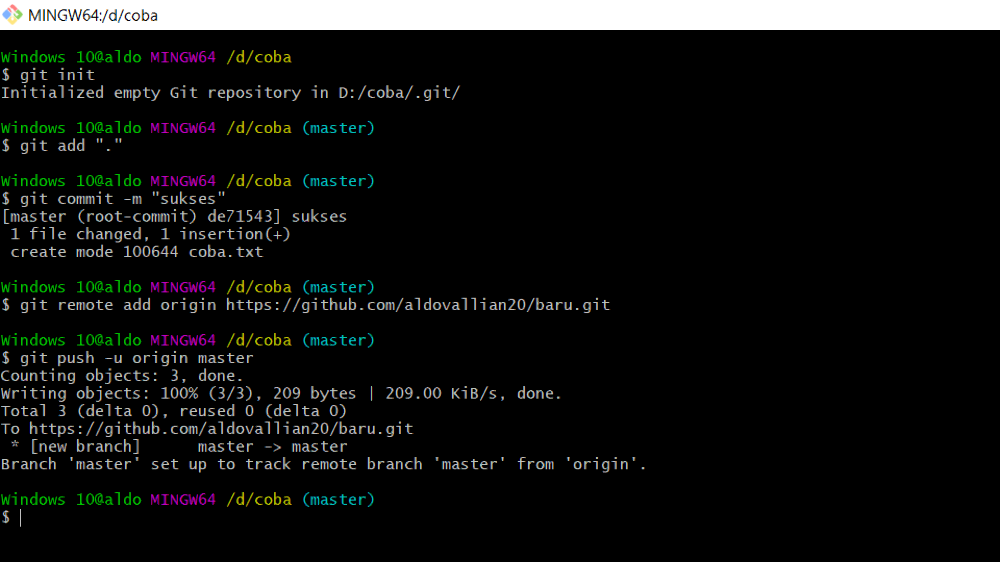 MINGW64:/d/coba
Windows 10@aldo MINGW64 /d/coba
$ git init
Initialized empty Git repository in D:/coba/.git/
Windows 10@aldo MINGW64 /d/coba (master)
$ git add "."
Windows 10@aldo MINGW64 /d/coba (master)
$ git commit -m "sukses"
[master (root-commit) de71543] sukses
 1 file changed, 1 insertion(+)
 create mode 100644 coba.txt
Windows 10@aldo MINGW64 /d/coba (master)
$ git remote add origin https://github.com/aldovallian20/baru.git
Windows 10@aldo MINGW64 /d/coba (master)
$ git push -u origin master
Counting objects: 3, done.
Writing objects: 100% (3/3), 209 bytes | 209.00 KiB/s, done.
Total 3 (delta 0), reused 0 (delta 0)
To https://github.com/aldovallian20/baru.git
 * [new branch]      master -> master
Branch 'master' set up to track remote branch 'master' from 'origin'.
Windows 10@aldo MINGW64 /d/coba (master)
$